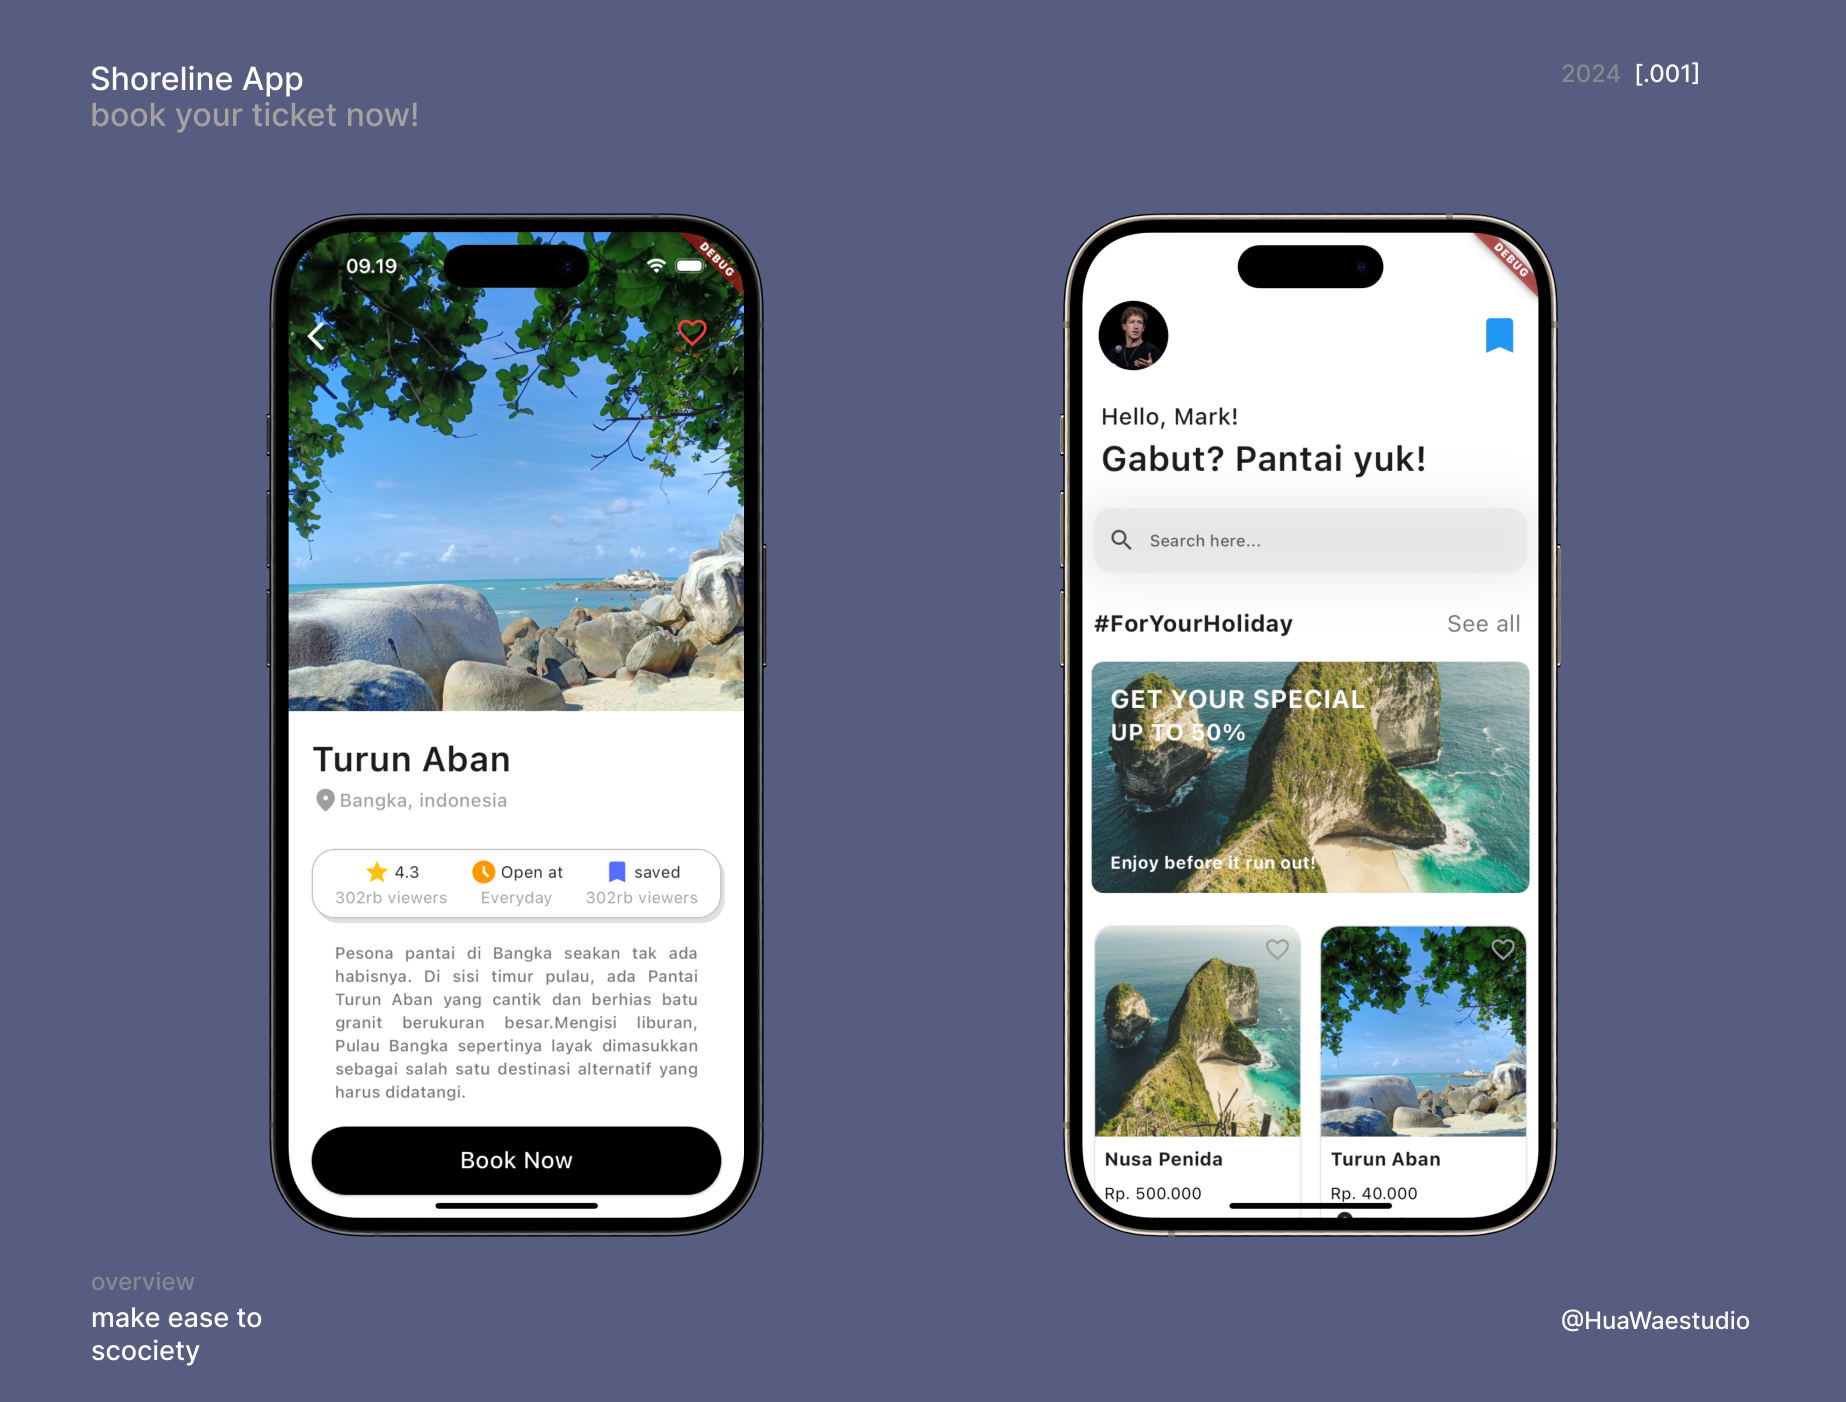 Shoreline App
book your ticket now!
2024 [.001]
09.19
DEBUG
Turun Aban
Bangka, indonesia
4.3
302rb viewers
Open at
Everyday
saved
302rb viewers
Pesona pantai di Bangka seakan tak ada
habisnya. Di sisi timur pulau, ada Pantai
Turun Aban yang cantik dan berhias batu
granit berukuran besar.Mengisi liburan,
Pulau Bangka sepertinya layak dimasukkan
sebagai salah satu destinasi alternatif yang
harus didatangi.
Book Now
DEBUG
Hello, Mark!
Gabut? Pantai yuk!
Search here...
#ForYourHoliday
See all
GET YOUR SPECIAL
UP TO 50%
Enjoy before it run out!
Nusa Penida
Rp. 500.000
Turun Aban
Rp. 40.000
overview
make ease to
scociety
@HuaWaestudio